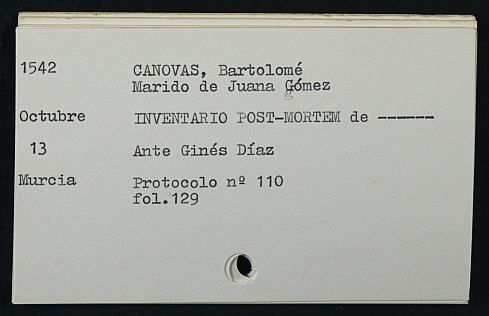 1542 CANOVAS, Bartolomé
Marido de Juana Gómez
Octubre INVENTARIO POST-MORTEM de ------
13 Ante Ginés Díaz
Murcia Protocolo nº 110
fol.129